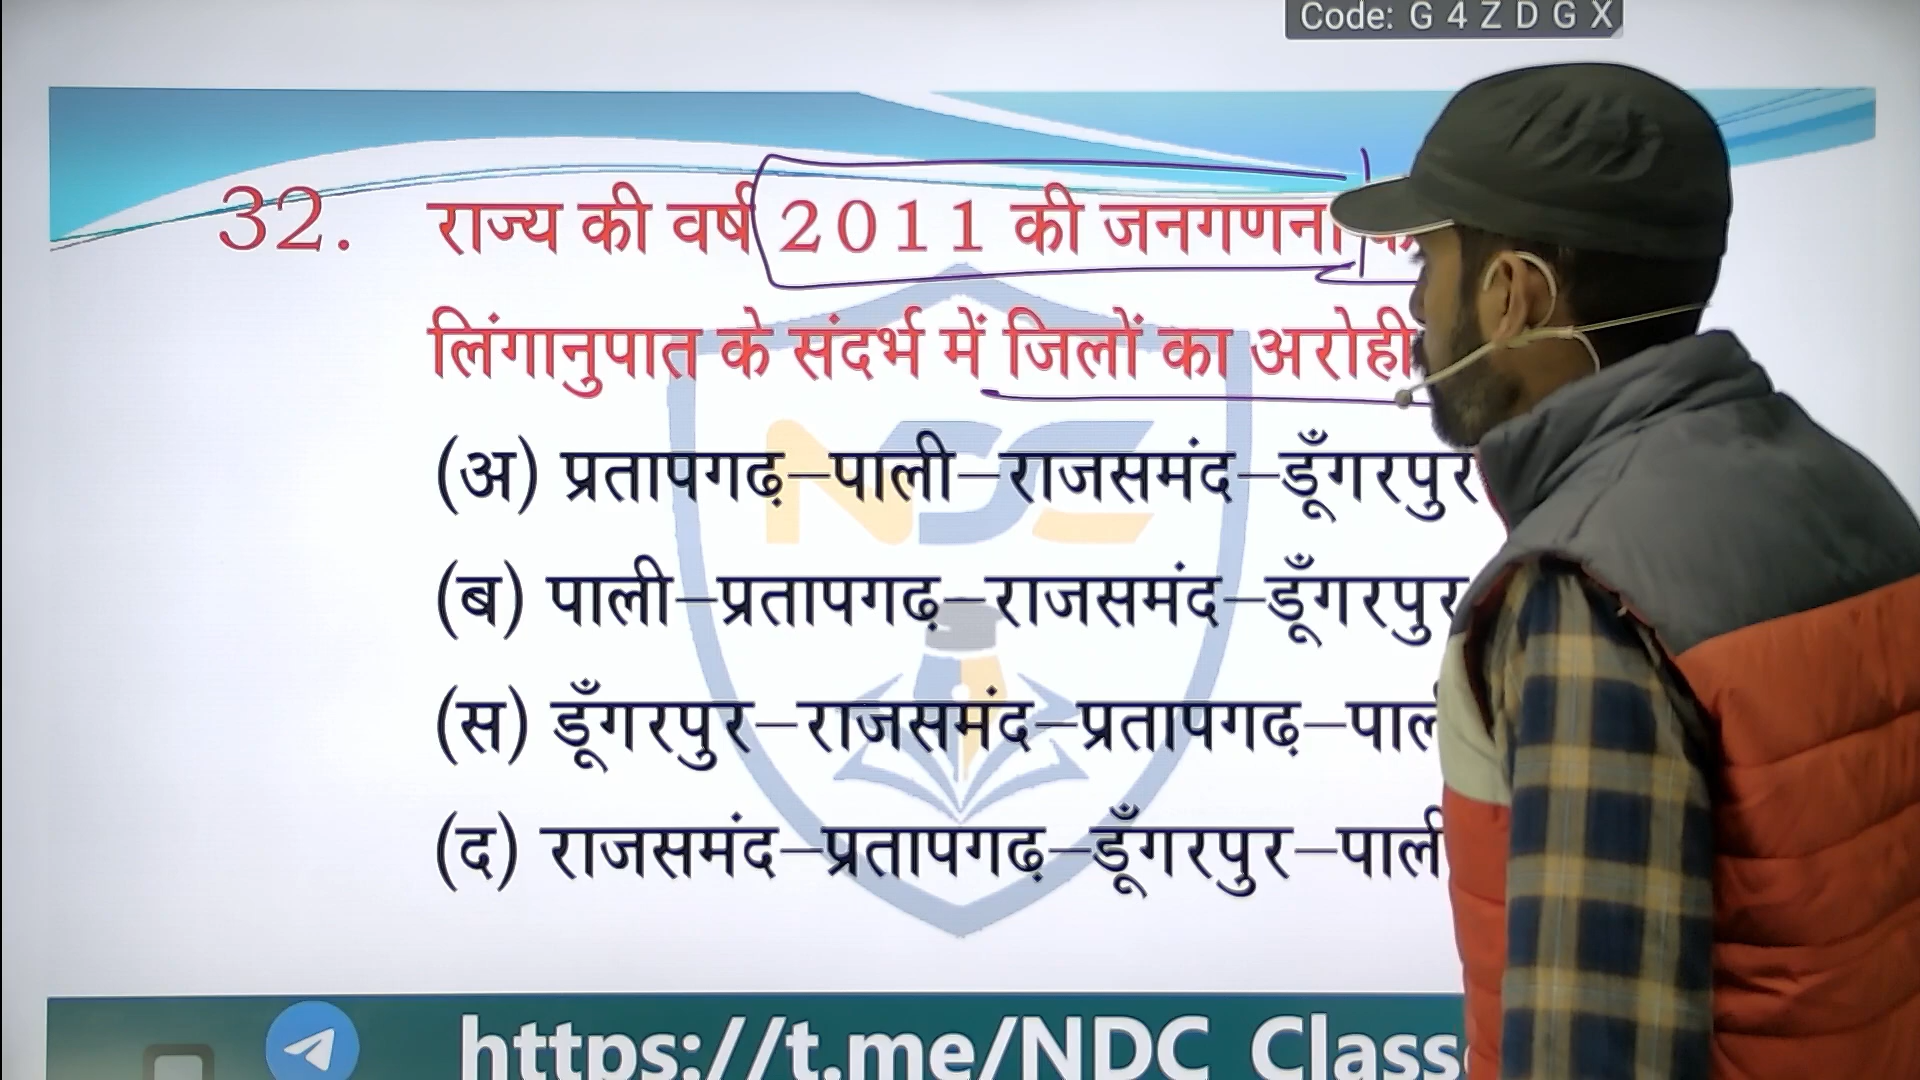 Code: G 4 Z D G X
32. राज्य की वर्ष 2011 की जनगणना
लिंगानुपात के संदर्भ में जिलों का अरोही
(अ) प्रतापगढ़–पाली–राजसमंद–डूँगरपुर
(ब) पाली–प्रतापगढ़–राजसमंद–डूँगरपुर
(स) डूँगरपुर–राजसमंद–प्रतापगढ़–पाली
(द) राजसमंद–प्रतापगढ़–डूँगरपुर–पाली
NDC
https://t.me/NDC_Class